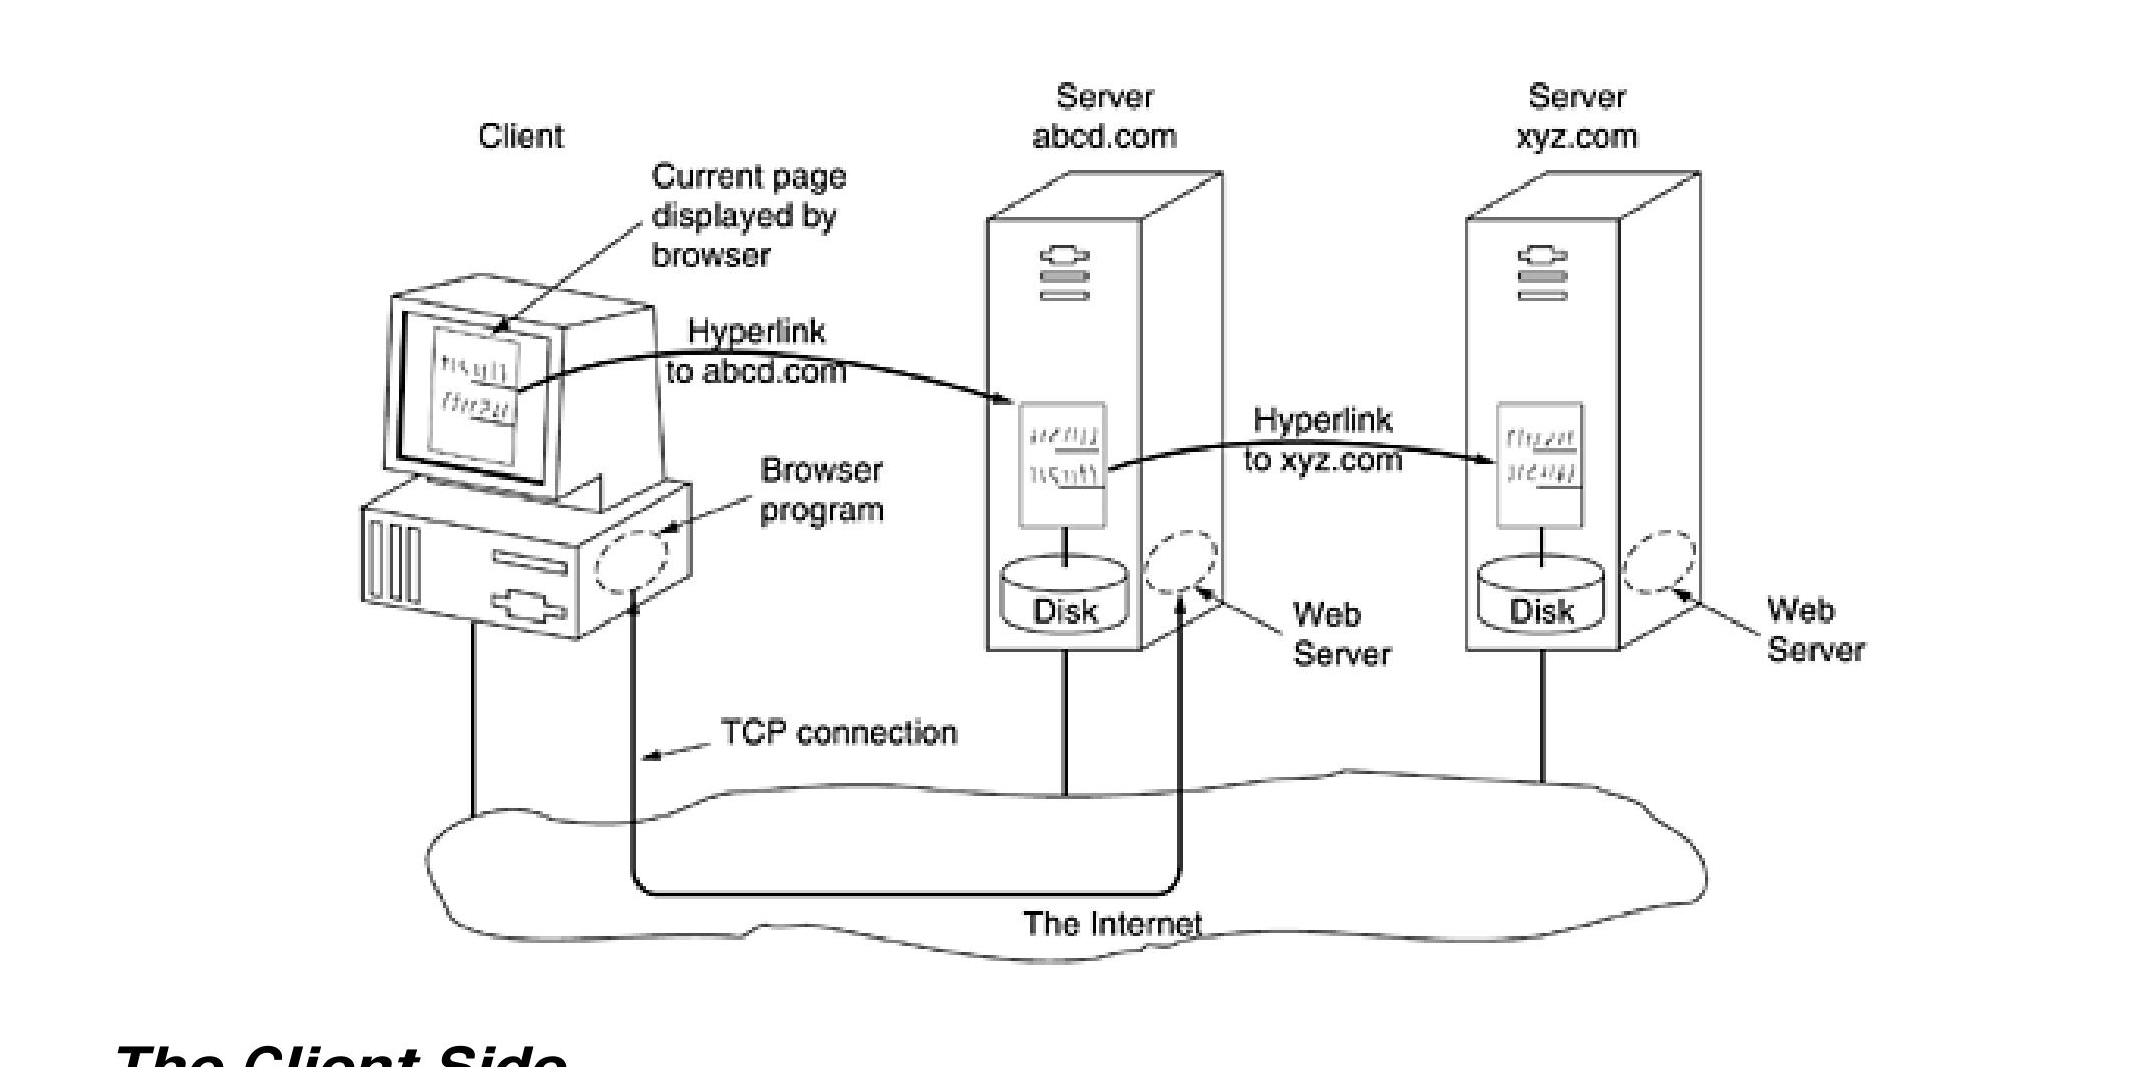 Client
Server
abcd.com
Server
xyz.com
Current page
displayed by
browser
Hyperlink
to abcd.com
Hyperlink
to xyz.com
Browser
program
Disk
Web
Server
Disk
Web
Server
TCP connection
The Internet
The Client Side